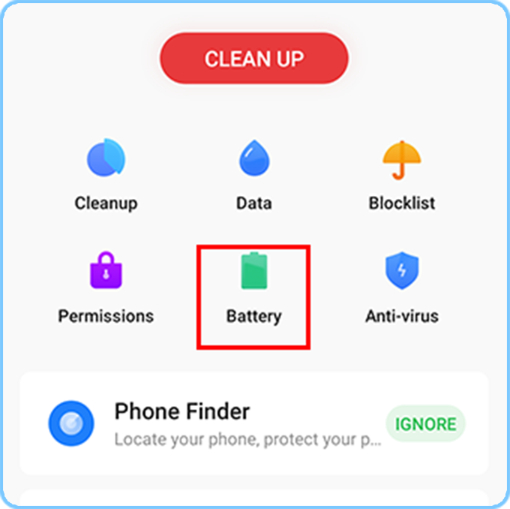 CLEAN UP
Cleanup
Data
Blocklist
Permissions
Battery
Anti-virus
Phone Finder
Locate your phone, protect your p...
IGNORE